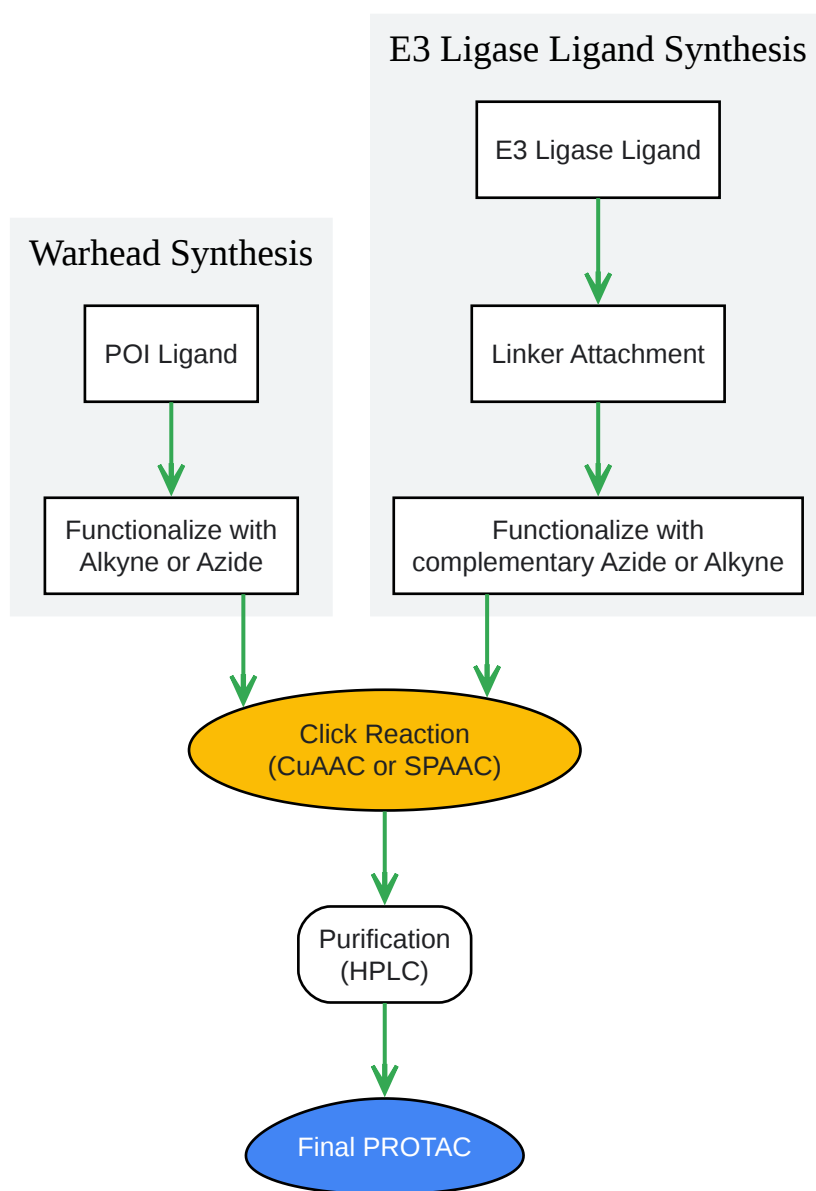 E3 Ligase Ligand Synthesis
E3 Ligase Ligand
Warhead Synthesis
POI Ligand
Linker Attachment
Functionalize with
Alkyne or Azide
Functionalize with
complementary Azide or Alkyne
Click Reaction
(CuAAC or SPAAC)
Purification
(HPLC)
Final PROTAC